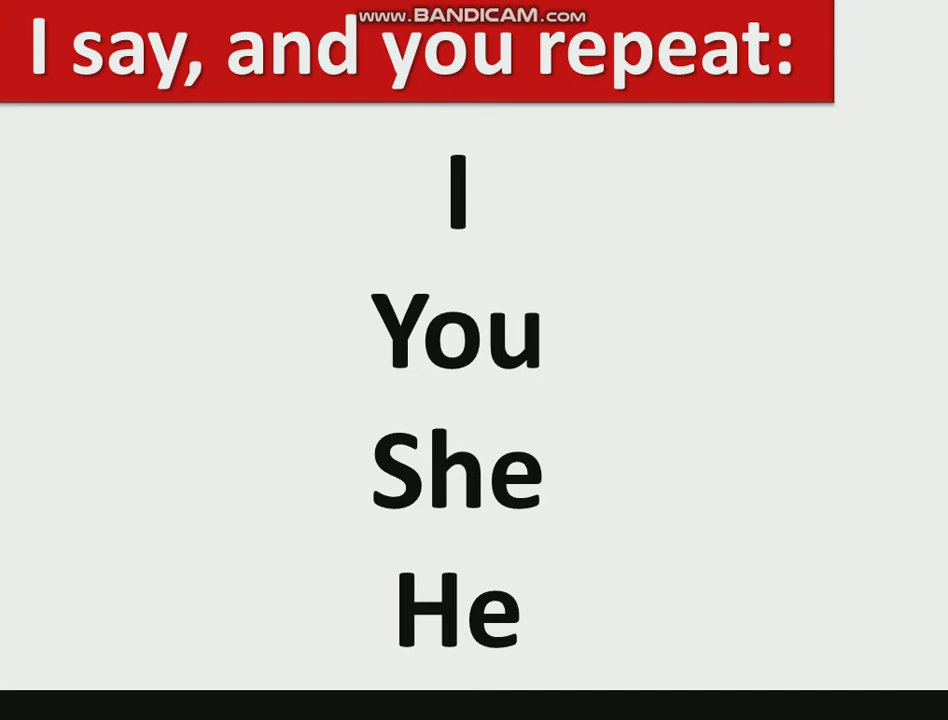 www.BANDICAM.com
I say, and you repeat:
I
You
She
He